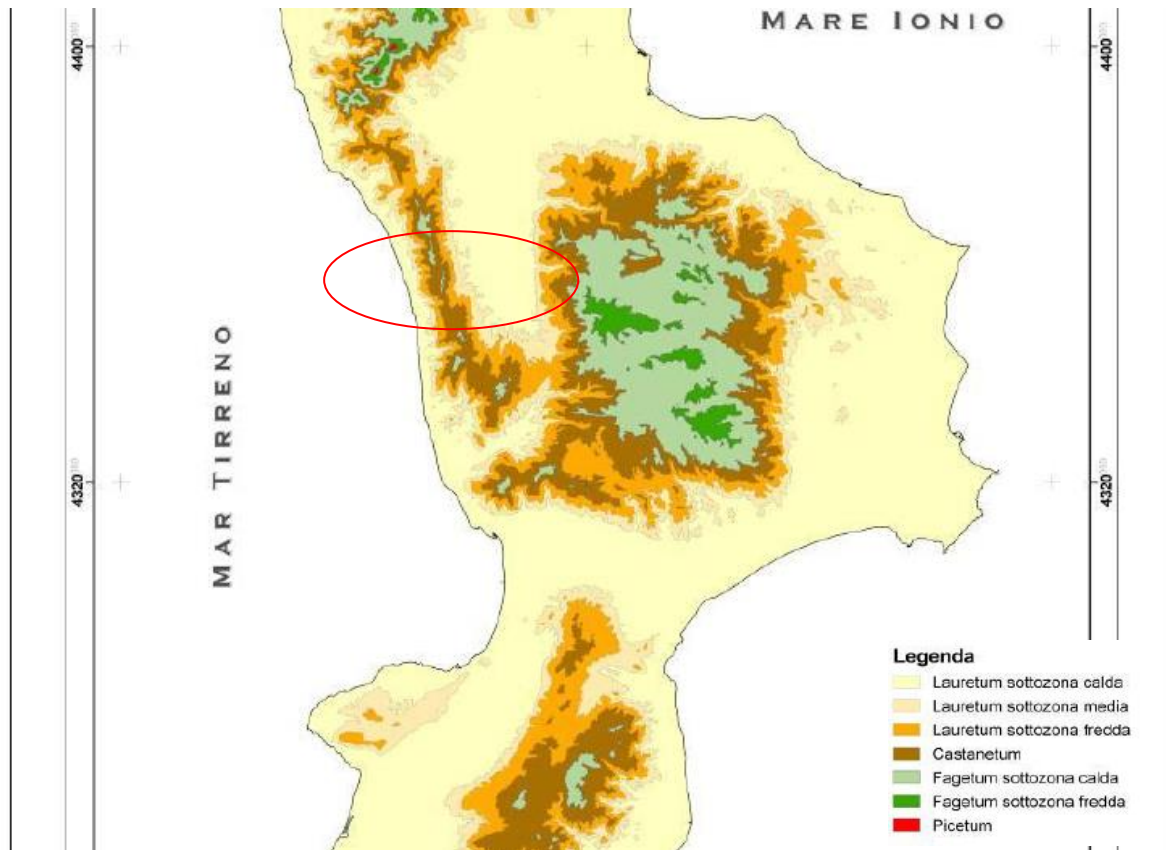 MARE IONIO
4400
4400
MAR TIRRENO
4320
4320
Legenda
Lauretum sottozona calda
Lauretum sottozona media
Lauretum sottozona fredda
Castanetum
Fagetum sottozona calda
Fagetum sottozona fredda
Picetum